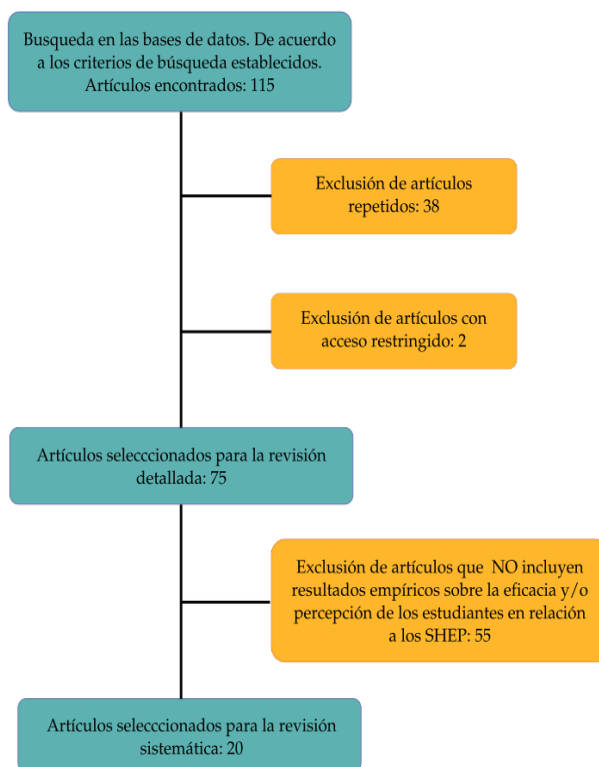 Busqueda en las bases de datos. De acuerdo
a los criterios de búsqueda establecidos.
Artículos encontrados: 115
Exclusión de artículos
repetidos: 38
Exclusión de artículos con
acceso restringido: 2
Artículos selecccionados para la revisión
detallada: 75
Exclusión de artículos que NO incluyen
resultados empíricos sobre la eficacia y/o
percepción de los estudiantes en relación
a los SHEP: 55
Artículos selecccionados para la revisión
sistemática: 20